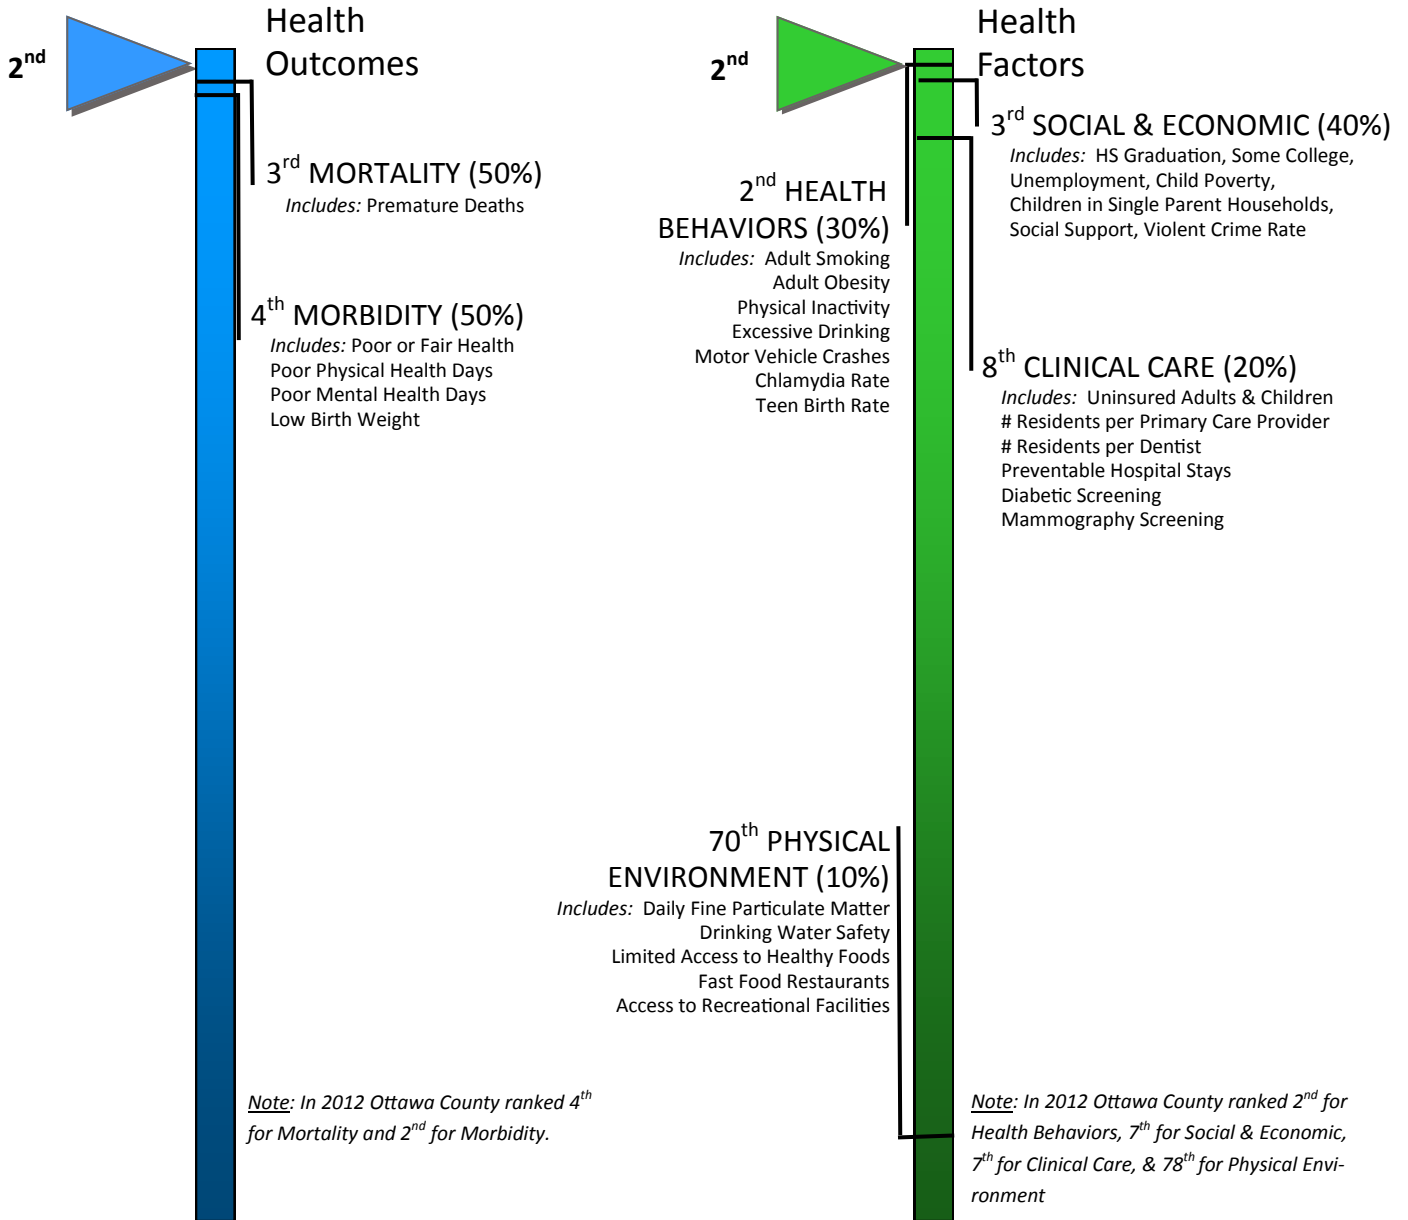 2nd
Health
Outcomes
3rd MORTALITY (50%)
Includes: Premature Deaths
4th MORBIDITY (50%)
Includes: Poor or Fair Health
Poor Physical Health Days
Poor Mental Health Days
Low Birth Weight
Note: In 2012 Ottawa County ranked 4th
for Mortality and 2nd for Morbidity.
2nd
Health
Factors
3rd SOCIAL & ECONOMIC (40%)
Includes: HS Graduation, Some College,
Unemployment, Child Poverty,
Children in Single Parent Households,
Social Support, Violent Crime Rate
2nd HEALTH
BEHAVIORS (30%)
Includes: Adult Smoking
Adult Obesity
Physical Inactivity
Excessive Drinking
Motor Vehicle Crashes
Chlamydia Rate
Teen Birth Rate
8th CLINICAL CARE (20%)
Includes: Uninsured Adults & Children
# Residents per Primary Care Provider
# Residents per Dentist
Preventable Hospital Stays
Diabetic Screening
Mammography Screening
70th PHYSICAL
ENVIRONMENT (10%)
Includes: Daily Fine Particulate Matter
Drinking Water Safety
Limited Access to Healthy Foods
Fast Food Restaurants
Access to Recreational Facilities
Note: In 2012 Ottawa County ranked 2nd for
Health Behaviors, 7th for Social & Economic,
7th for Clinical Care, & 78th for Physical Envi-
ronment